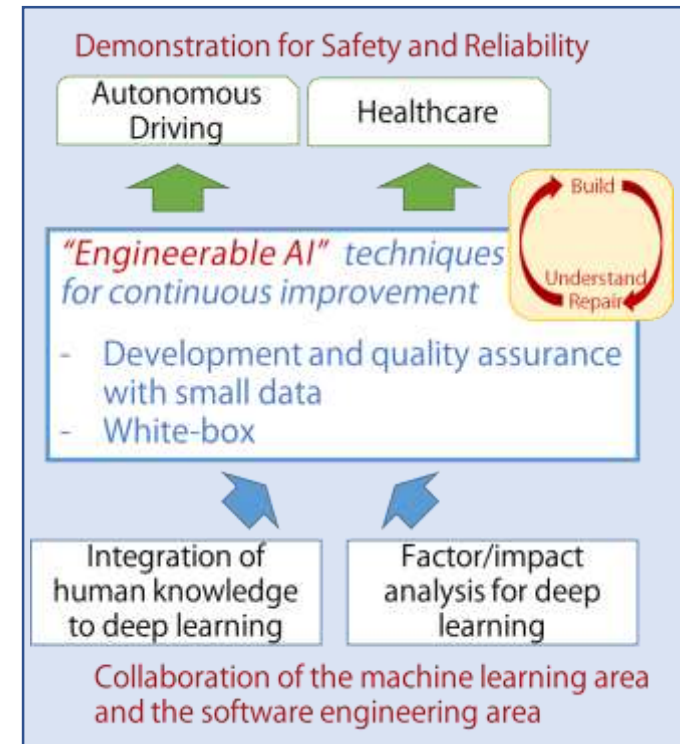 Demonstration for Safety and Reliability
Autonomous
Driving
Healthcare
Build
Understand
Repair
“Engineerable AI” techniques
for continuous improvement
- Development and quality assurance
with small data
- White-box
Integration of
human knowledge
to deep learning
Factor/impact
analysis for deep
learning
Collaboration of the machine learning area
and the software engineering area